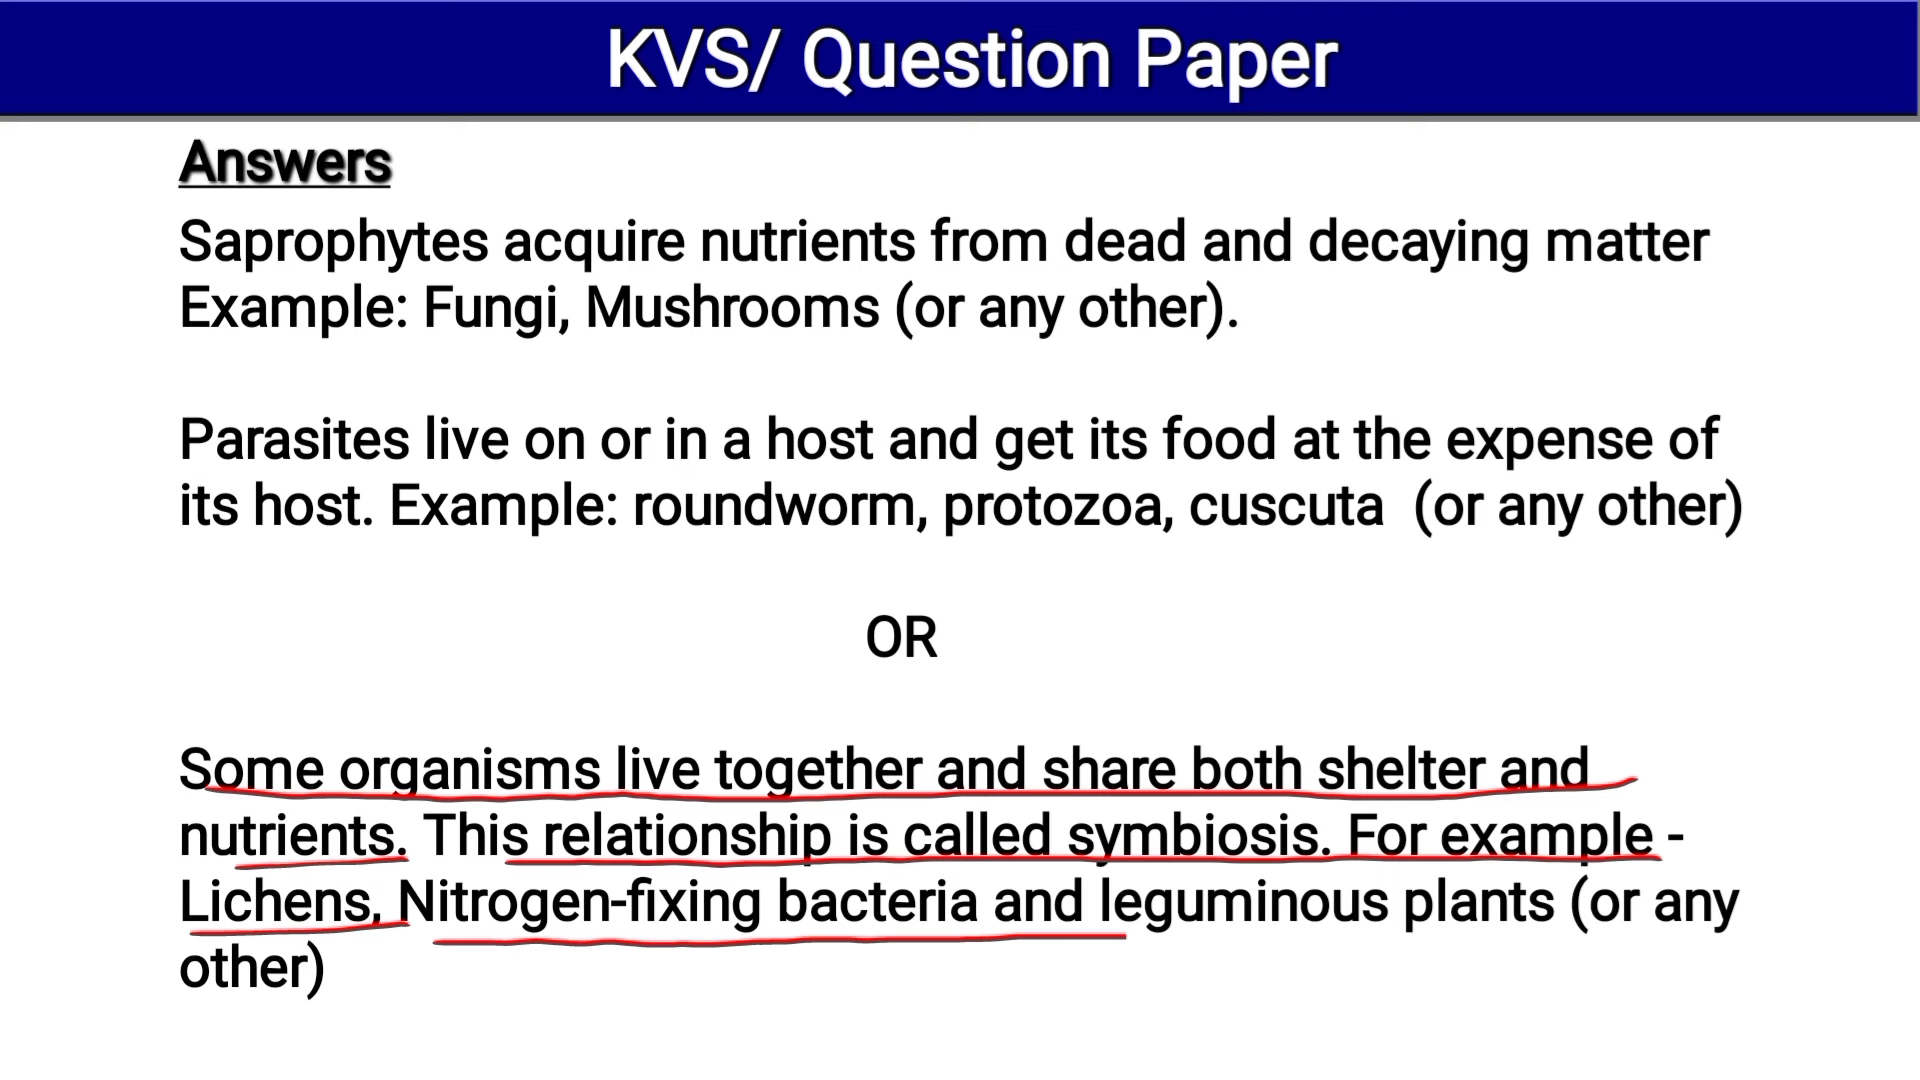 KVS/ Question Paper
Answers
Saprophytes acquire nutrients from dead and decaying matter
Example: Fungi, Mushrooms (or any other).
Parasites live on or in a host and get its food at the expense of
its host. Example: roundworm, protozoa, cuscuta (or any other)
OR
Some organisms live together and share both shelter and
nutrients. This relationship is called symbiosis. For example -
Lichens, Nitrogen-fixing bacteria and leguminous plants (or any
other)